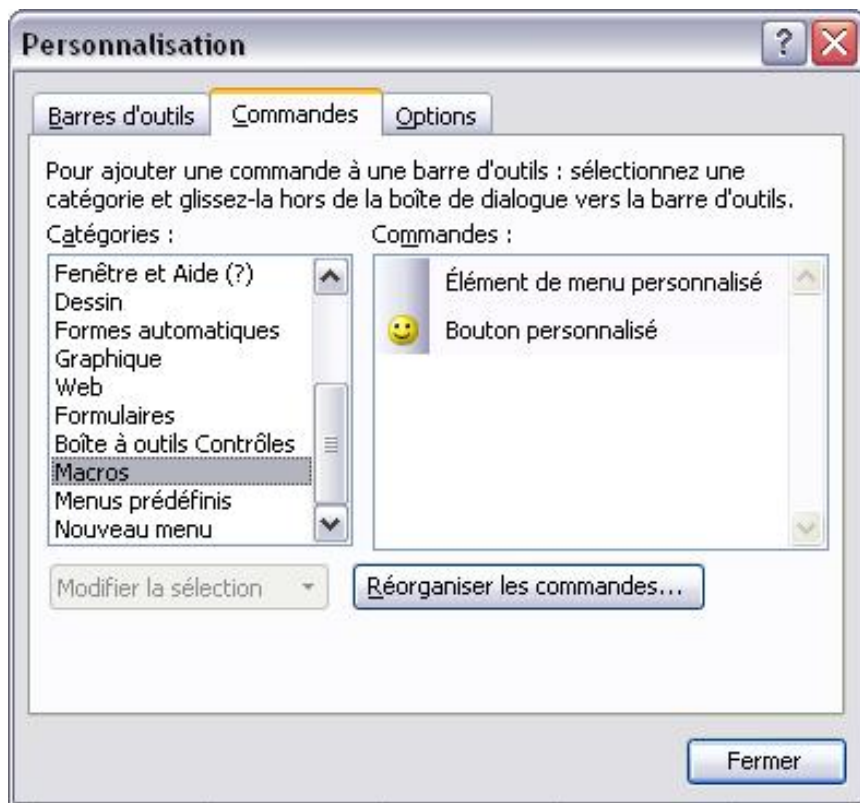 Personnalisation
Barres d'outils
Commandes
Options
Pour ajouter une commande à une barre d'outils : sélectionnez une
catégorie et glissez-la hors de la boîte de dialogue vers la barre d'outils.
Catégories :
Fenêtre et Aide (?)
Dessin
Formes automatiques
Graphique
Web
Formulaires
Boîte à outils Contrôles
Macros
Menus prédéfinis
Nouveau menu
Commandes :
Élément de menu personnalisé
Bouton personnalisé
Modifier la sélection
Réorganiser les commandes...
Fermer